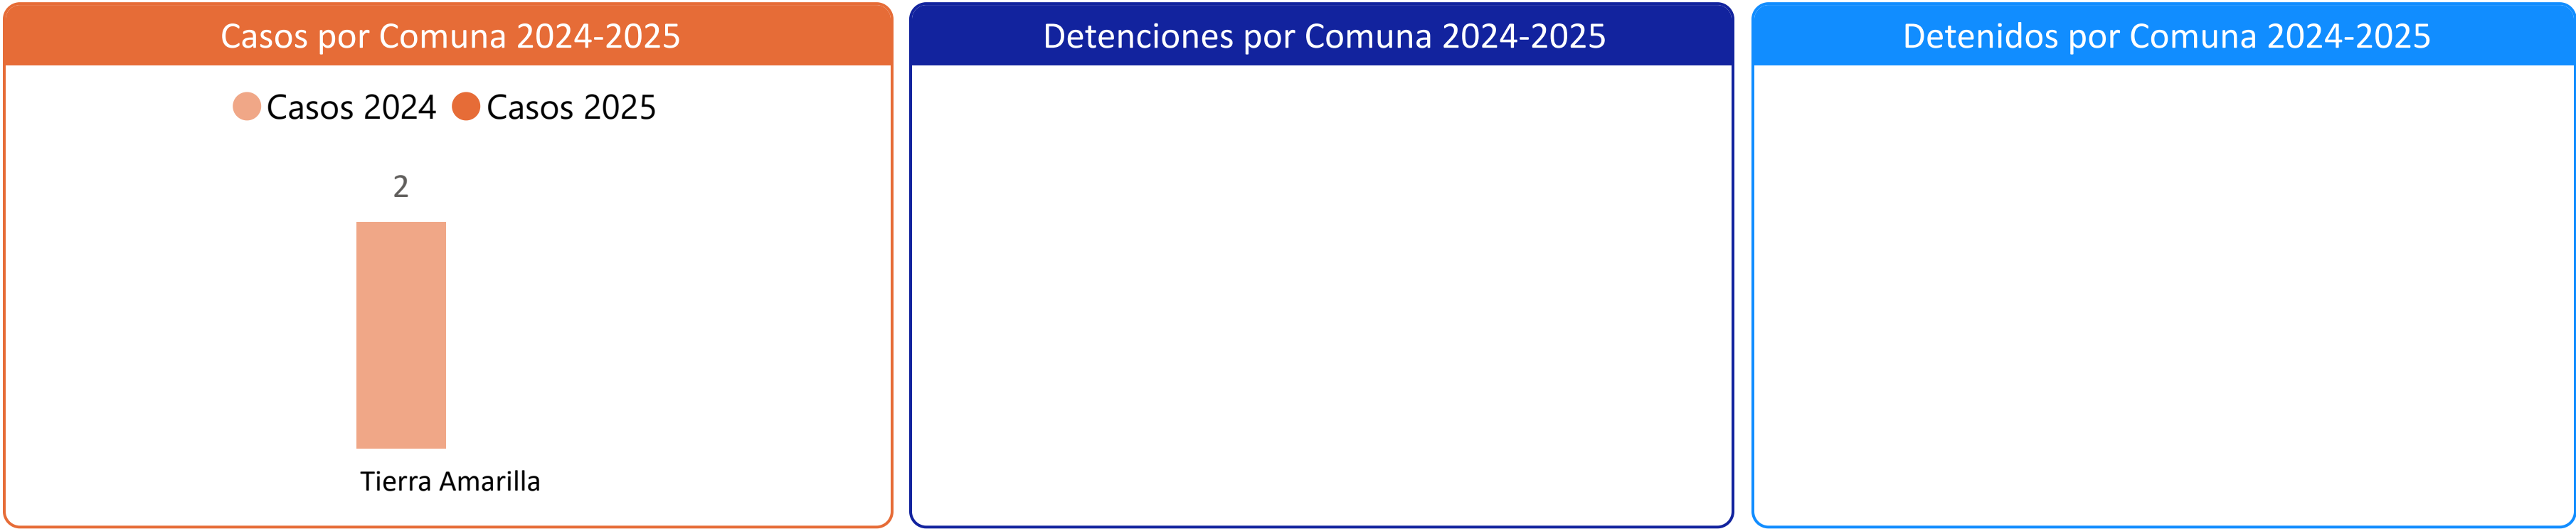 Casos por Comuna 2024-2025
Casos 2024 Casos 2025
2
Tierra Amarilla
Detenciones por Comuna 2024-2025
Detenidos por Comuna 2024-2025